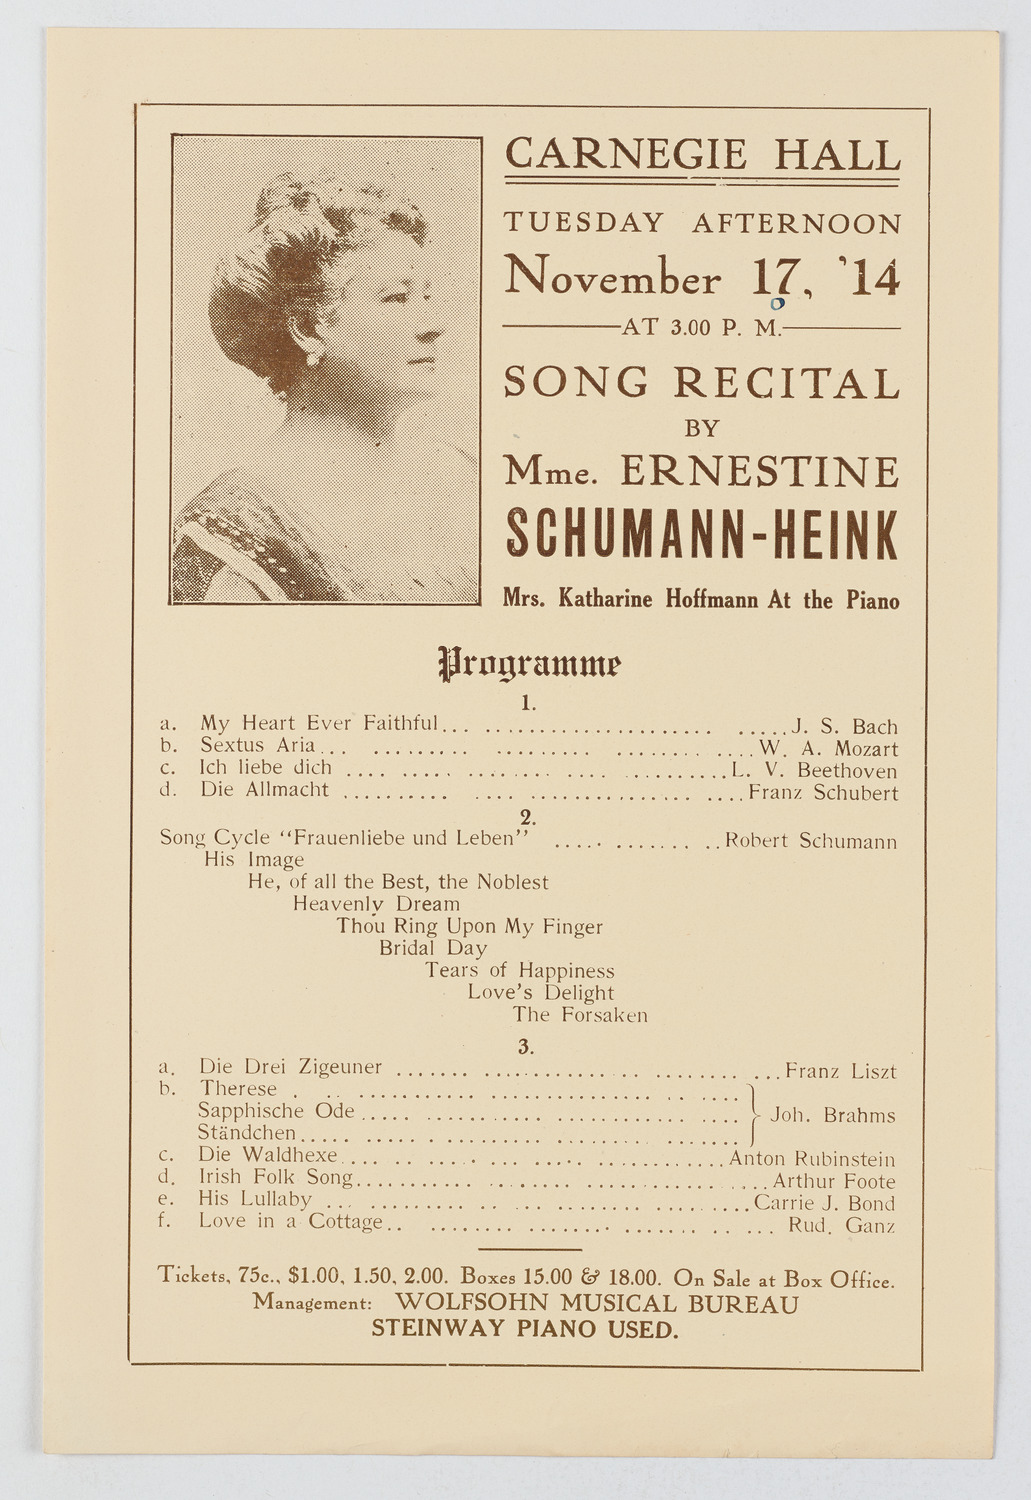 CARNEGIE HALL
TUESDAY AFTERNOON
November 17, '14
AT 3.00 P. M.
SONG RECITAL
BY
Mme. ERNESTINE
SCHUMANN-HEINK
Mrs. Katharine Hoffmann At the Piano
Programme
1.
a. My Heart Ever Faithful ..... J. S. Bach
b. Sextus Aria ..... W. A. Mozart
c. Ich liebe dich ..... L. V. Beethoven
d. Die Allmacht ..... Franz Schubert
2.
Song Cycle "Frauenliebe und Leben" ..... Robert Schumann
His Image
He, of all the Best, the Noblest
Heavenly Dream
Thou Ring Upon My Finger
Bridal Day
Tears of Happiness
Love's Delight
The Forsaken
3.
a. Die Drei Zigeuner ..... Franz Liszt
b. Therese .....
Sapphische Ode ..... Joh. Brahms
Ständchen .....
c. Die Waldhexe ..... Anton Rubinstein
d. Irish Folk Song ..... Arthur Foote
e. His Lullaby ..... Carrie J. Bond
f. Love in a Cottage ..... Rud. Ganz
Tickets, 75c., $1.00, 1.50, 2.00. Boxes 15.00 & 18.00. On Sale at Box Office.
Management: WOLFSOHN MUSICAL BUREAU
STEINWAY PIANO USED.